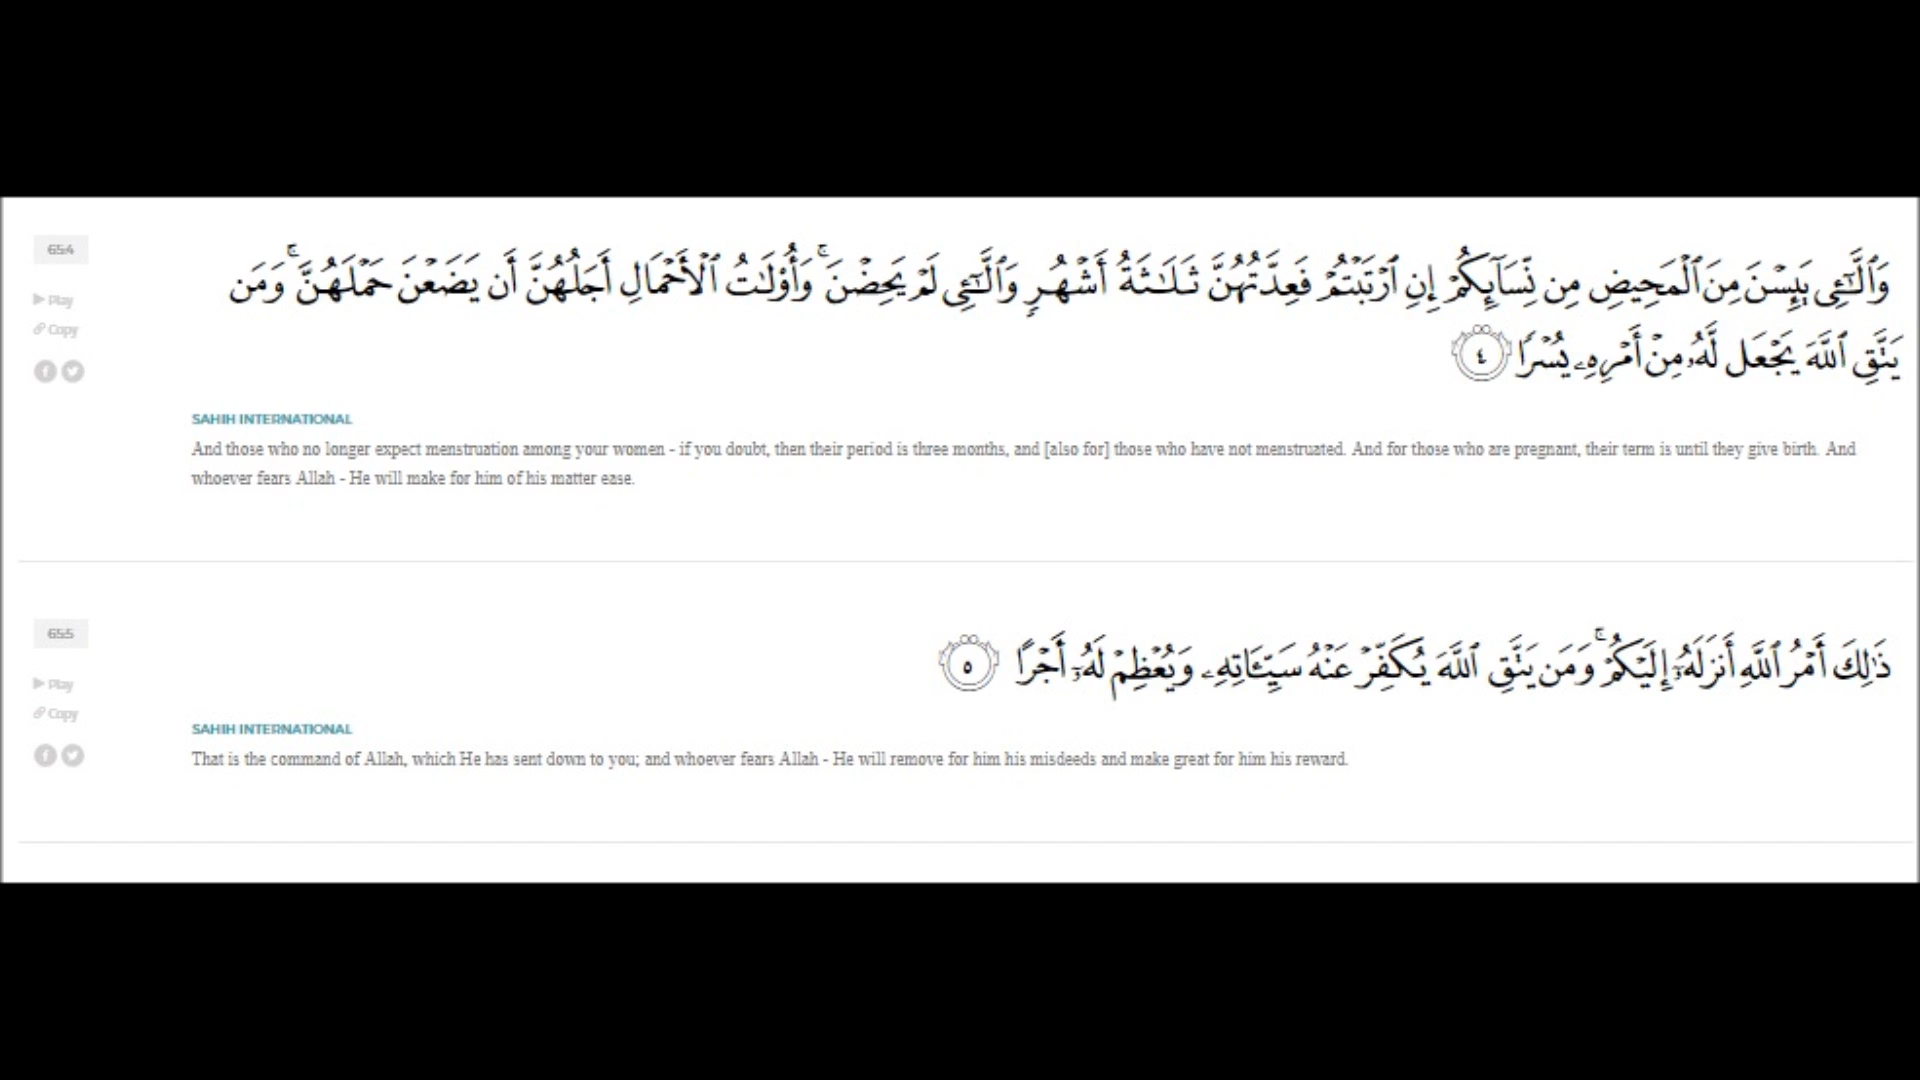 65:4
وَٱلَّٰٓـِٔى يَئِسْنَ مِنَ ٱلْمَحِيضِ مِن نِّسَآئِكُمْ إِنِ ٱرْتَبْتُمْ فَعِدَّتُهُنَّ ثَلَٰثَةُ أَشْهُرٍ وَٱلَّٰٓـِٔى لَمْ يَحِضْنَ ۚ وَأُو۟لَٰتُ ٱلْأَحْمَالِ أَجَلُهُنَّ أَن يَضَعْنَ حَمْلَهُنَّ ۚ وَمَن
يَتَّقِ ٱللَّهَ يَجْعَل لَّهُۥ مِنْ أَمْرِهِۦ يُسْرًا ٤
Play
Copy
SAHIH INTERNATIONAL
And those who no longer expect menstruation among your women - if you doubt, then their period is three months, and [also for] those who have not menstruated. And for those who are pregnant, their term is until they give birth. And
whoever fears Allah - He will make for him of his matter ease.
65:5
ذَٰلِكَ أَمْرُ ٱللَّهِ أَنزَلَهُۥٓ إِلَيْكُمْ ۚ وَمَن يَتَّقِ ٱللَّهَ يُكَفِّرْ عَنْهُ سَيِّـَٔاتِهِۦ وَيُعْظِمْ لَهُۥٓ أَجْرًا ٥
Play
Copy
SAHIH INTERNATIONAL
That is the command of Allah, which He has sent down to you; and whoever fears Allah - He will remove for him his misdeeds and make great for him his reward.